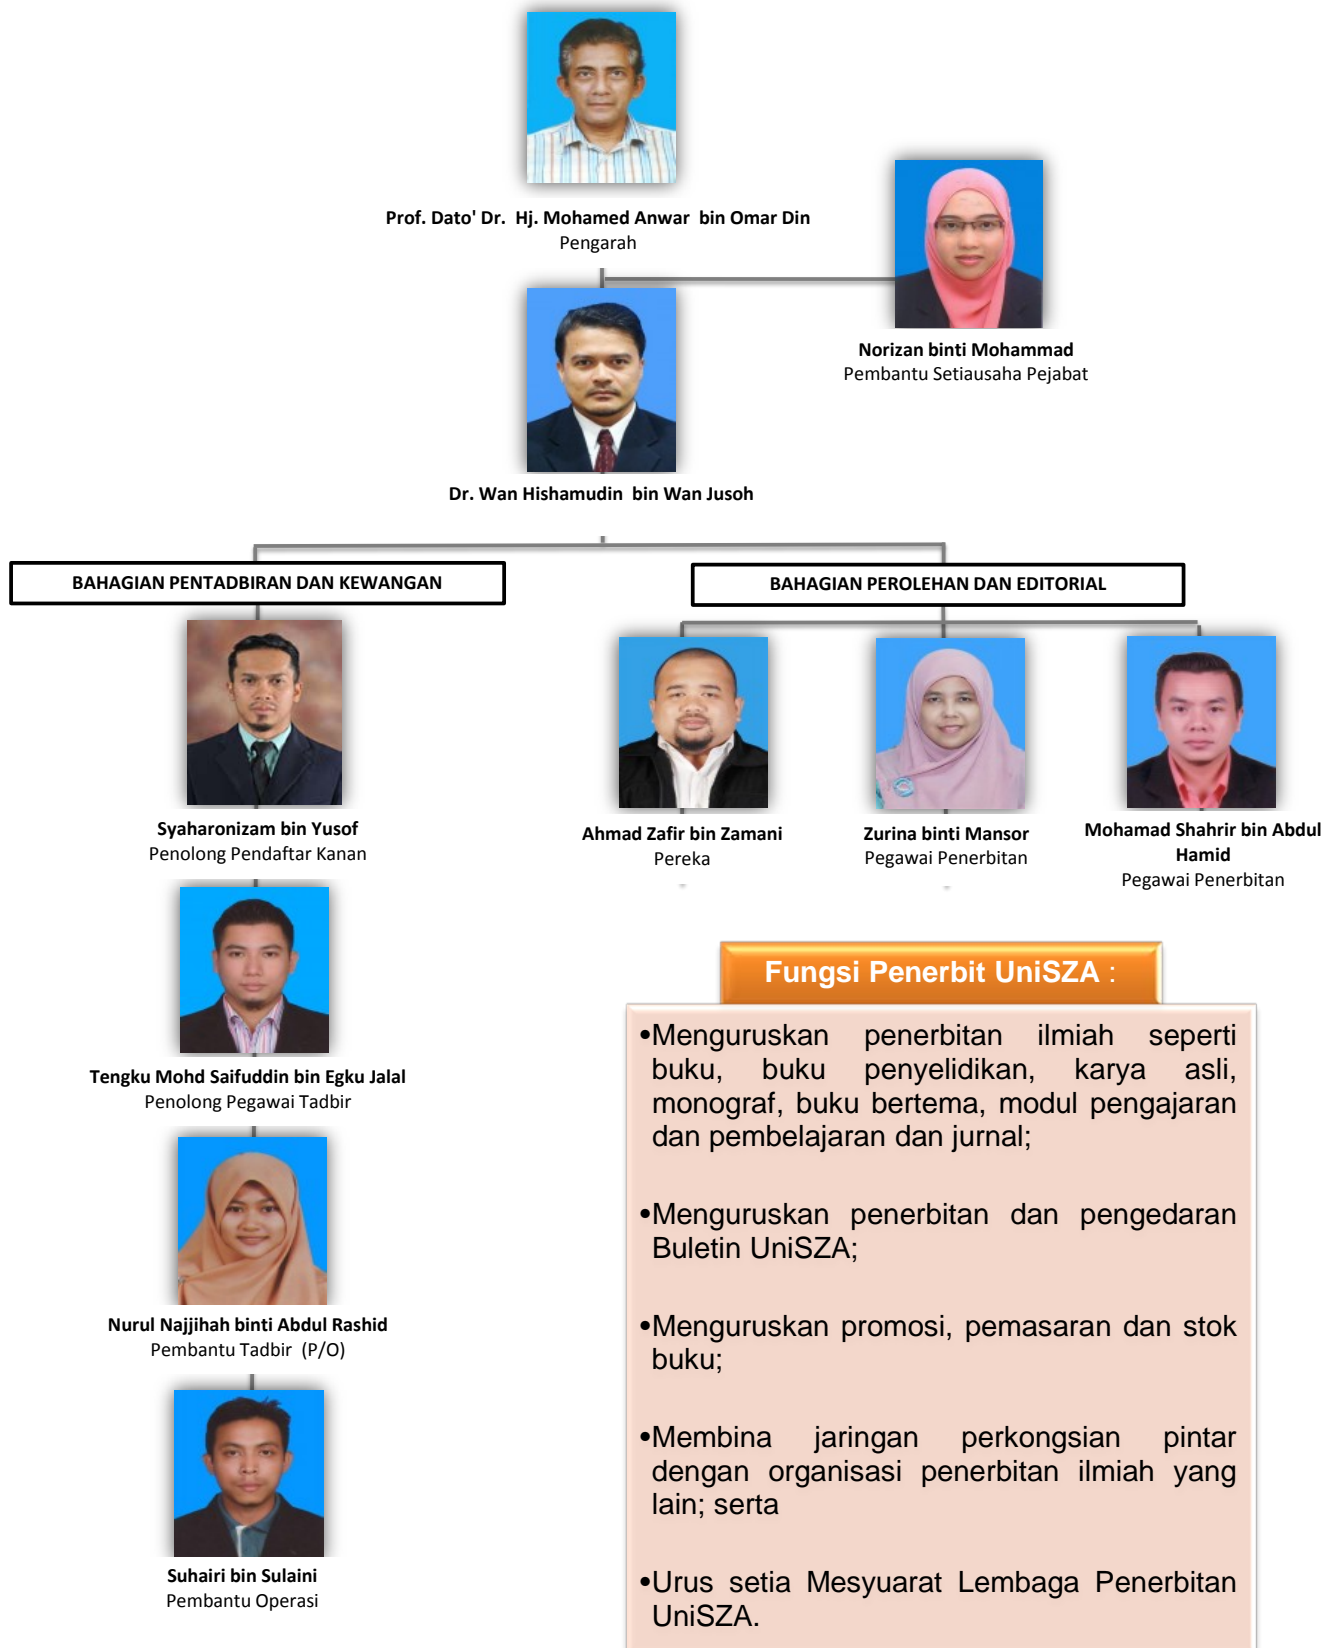 Prof. Dato' Dr. Hj. Mohamed Anwar bin Omar Din
Pengarah
Norizan binti Mohammad
Pembantu Setiausaha Pejabat
Dr. Wan Hishamudin bin Wan Jusoh
BAHAGIAN PENTADBIRAN DAN KEWANGAN
BAHAGIAN PEROLEHAN DAN EDITORIAL
Syaharonizam bin Yusof
Penolong Pendaftar Kanan
Ahmad Zafir bin Zamani
Pereka
Zurina binti Mansor
Pegawai Penerbitan
Mohamad Shahrir bin Abdul
Hamid
Pegawai Penerbitan
Tengku Mohd Saifuddin bin Egku Jalal
Penolong Pegawai Tadbir
Nurul Najjihah binti Abdul Rashid
Pembantu Tadbir (P/O)
Suhairi bin Sulaini
Pembantu Operasi
Fungsi Penerbit UniSZA :
•Menguruskan penerbitan ilmiah seperti
buku, buku penyelidikan, karya asli,
monograf, buku bertema, modul pengajaran
dan pembelajaran dan jurnal;
•Menguruskan penerbitan dan pengedaran
Buletin UniSZA;
•Menguruskan promosi, pemasaran dan stok
buku;
•Membina jaringan perkongsian pintar
dengan organisasi penerbitan ilmiah yang
lain; serta
•Urus setia Mesyuarat Lembaga Penerbitan
UniSZA.